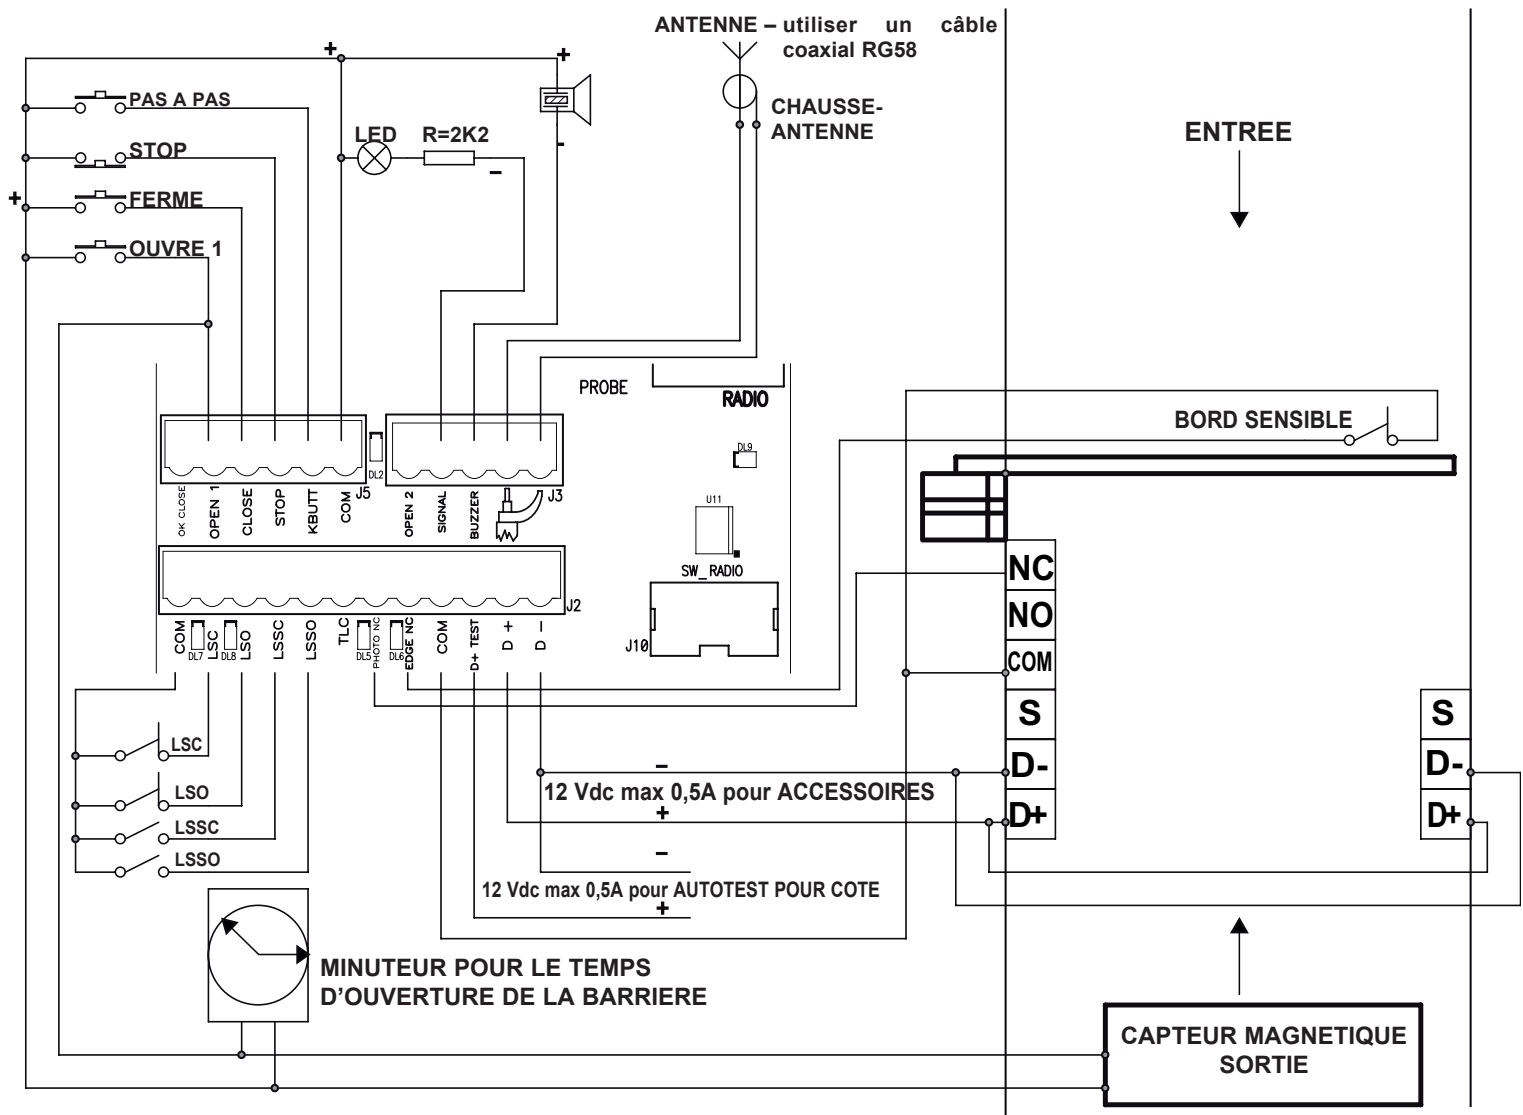 ANTENNE – utiliser un câble
coaxial RG58
+
+
PAS A PAS
CHAUSSE-
ANTENNE
LED
R=2K2
-
–
STOP
ENTREE
+
FERME
OUVRE 1
PROBE
RADIO
BORD SENSIBLE
DL9
DL2
J5
J3
OK CLOSE
OPEN 1
CLOSE
STOP
KBUTT
COM
OPEN 2
SIGNAL
BUZZER
U11
SW_RADIO
J2
J10
COM
DL7
LSC
DL8
LSO
LSSC
LSSO
TLC
DL5
PHOTO NC
DL6
EDGE NC
COM
D+ TEST
D +
D -
NC
NO
COM
S
D-
D+
S
D-
D+
LSC
LSO
LSSC
LSSO
–
12 Vdc max 0,5A pour ACCESSOIRES
+
–
12 Vdc max 0,5A pour AUTOTEST POUR COTE
+
MINUTEUR POUR LE TEMPS
D'OUVERTURE DE LA BARRIERE
CAPTEUR MAGNETIQUE
SORTIE